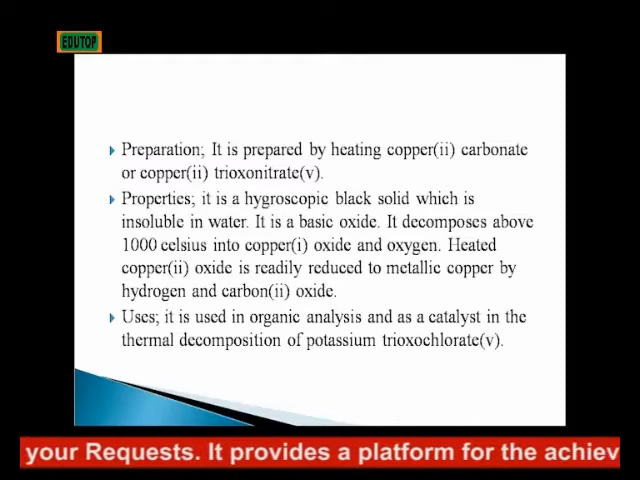 EDUTOP
Preparation; It is prepared by heating copper(ii) carbonate
or copper(ii) trioxonitrate(v).
Properties; it is a hygroscopic black solid which is
insoluble in water. It is a basic oxide. It decomposes above
1000 celsius into copper(i) oxide and oxygen. Heated
copper(ii) oxide is readily reduced to metallic copper by
hydrogen and carbon(ii) oxide.
Uses; it is used in organic analysis and as a catalyst in the
thermal decomposition of potassium trioxochlorate(v).
your Requests. It provides a platform for the achiev